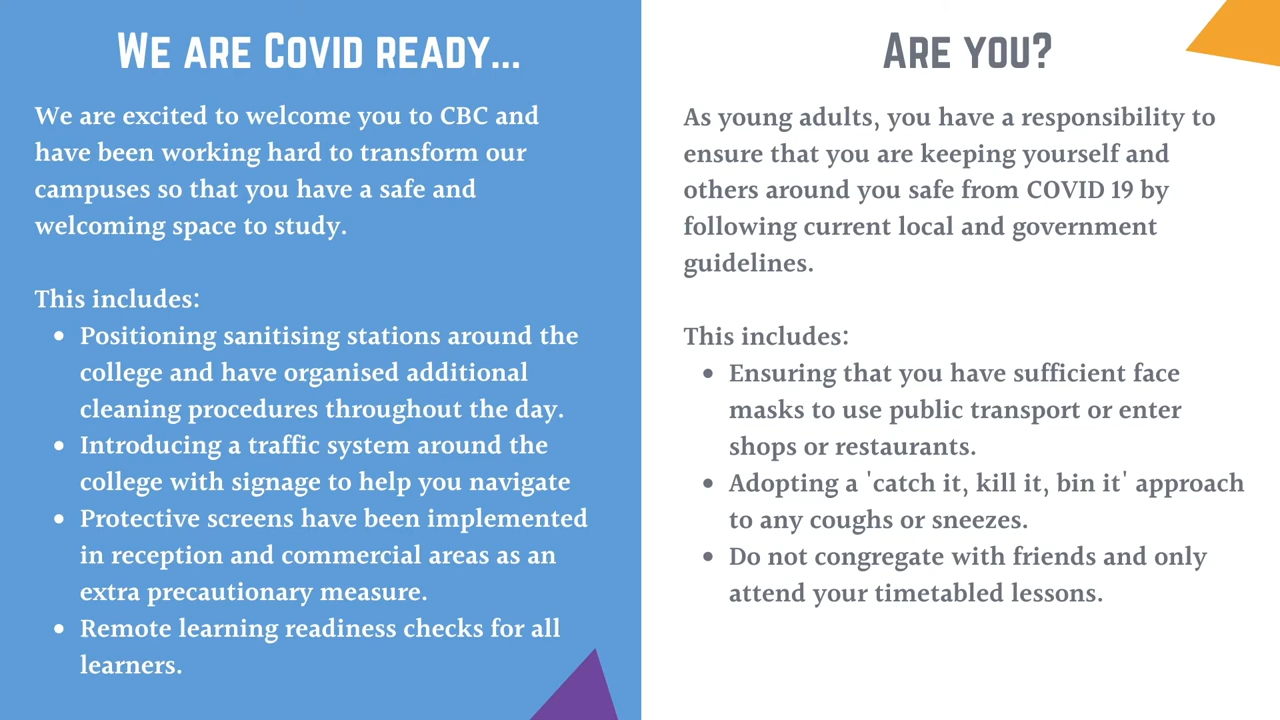 We are Covid ready...
We are excited to welcome you to CBC and
have been working hard to transform our
campuses so that you have a safe and
welcoming space to study.
This includes:
• Positioning sanitising stations around the
college and have organised additional
cleaning procedures throughout the day.
• Introducing a traffic system around the
college with signage to help you navigate
• Protective screens have been implemented
in reception and commercial areas as an
extra precautionary measure.
• Remote learning readiness checks for all
learners.
Are you?
As young adults, you have a responsibility to
ensure that you are keeping yourself and
others around you safe from COVID 19 by
following current local and government
guidelines.
This includes:
• Ensuring that you have sufficient face
masks to use public transport or enter
shops or restaurants.
• Adopting a 'catch it, kill it, bin it' approach
to any coughs or sneezes.
• Do not congregate with friends and only
attend your timetabled lessons.